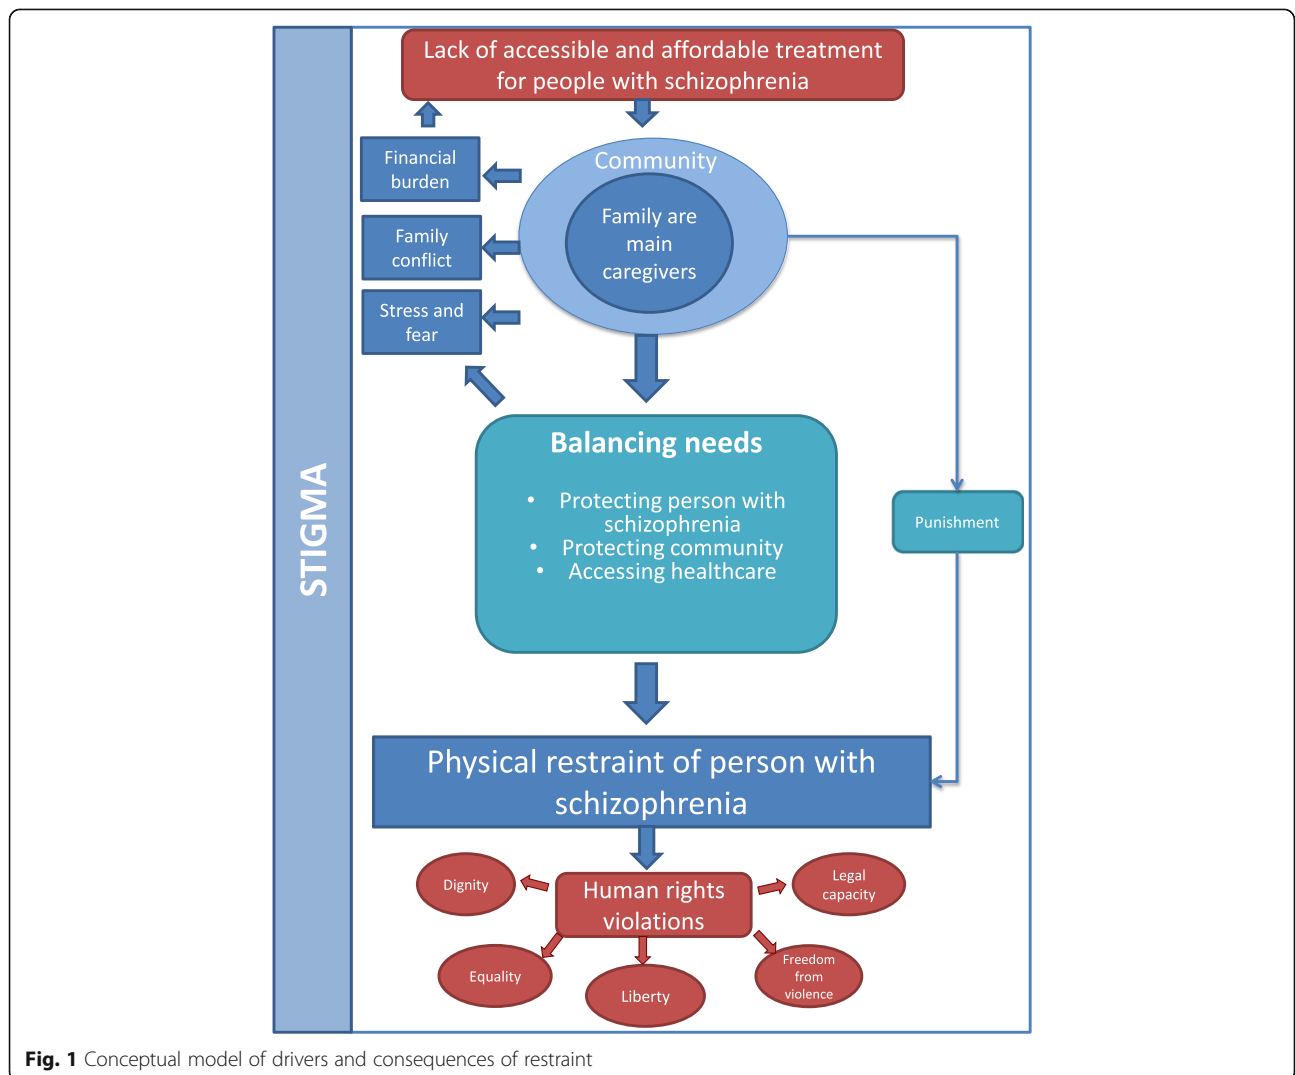 Lack of accessible and affordable treatment
for people with schizophrenia
Community
Family are
main
caregivers
Financial
burden
Family
conflict
Stress and
fear
STIGMA
Balancing needs
• Protecting person with
schizophrenia
• Protecting community
• Accessing healthcare
Punishment
Physical restraint of person with
schizophrenia
Human rights
violations
Dignity
Legal
capacity
Equality
Liberty
Freedom
from
violence
Fig. 1 Conceptual model of drivers and consequences of restraint